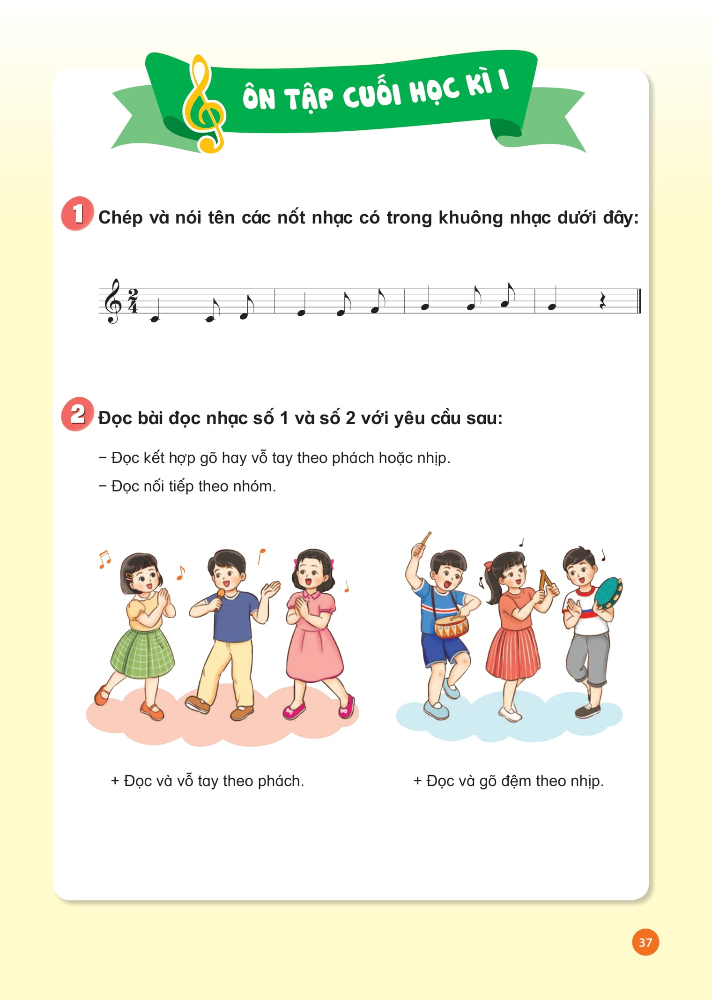 ÔN TẬP CUỐI HỌC KÌ I
1 Chép và nói tên các nốt nhạc có trong khuông nhạc dưới đây:
2
4
2 Đọc bài đọc nhạc số 1 và số 2 với yêu cầu sau:
– Đọc kết hợp gõ hay vỗ tay theo phách hoặc nhịp.
– Đọc nối tiếp theo nhóm.
+ Đọc và vỗ tay theo phách.
+ Đọc và gõ đệm theo nhịp.
37